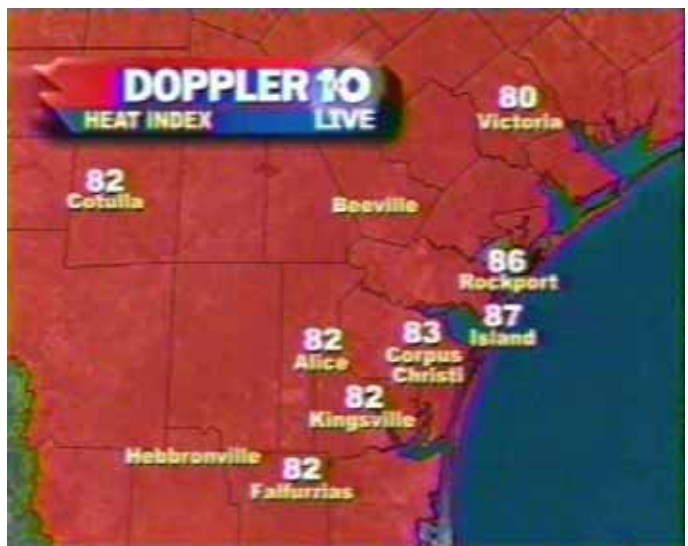 DOPPLER 10
HEAT INDEX LIVE
80
Victoria
82
Cotulla
Beeville
86
Rockport
87
Island
82
Alice
83
Corpus
Christi
82
Kingsville
Hebbronville
82
Falfurrias